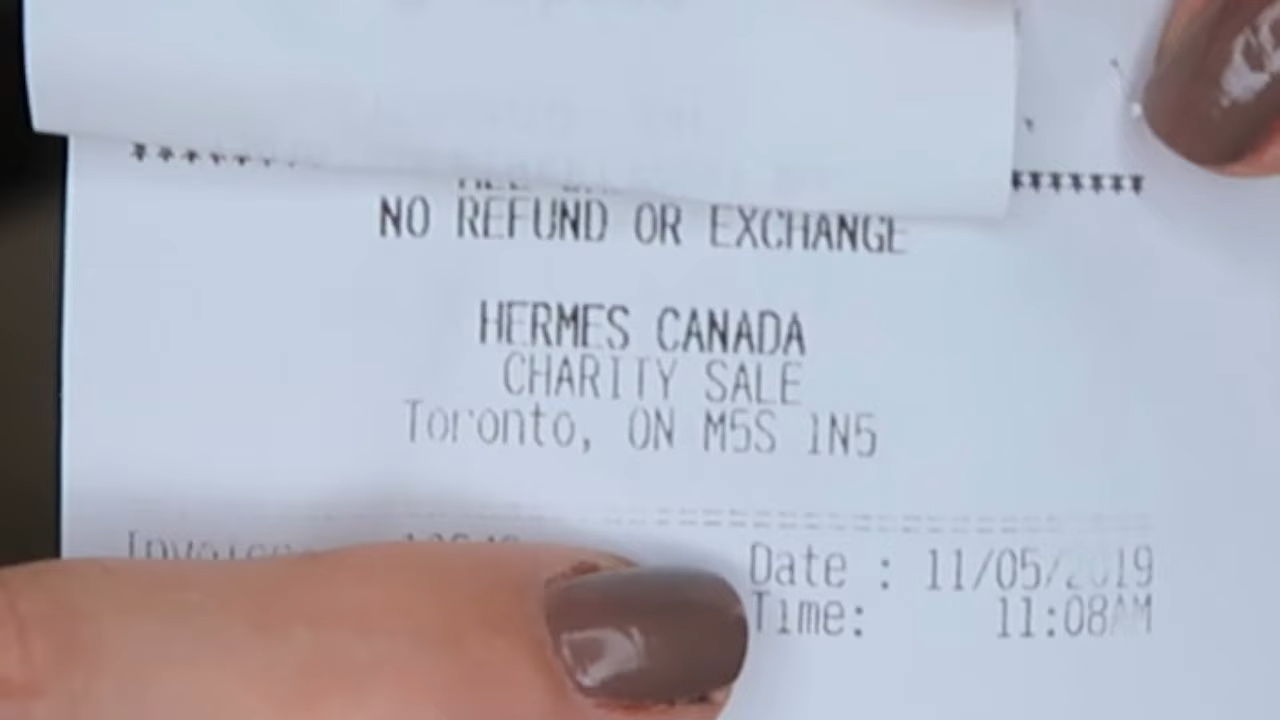 *******
*******
NO REFUND OR EXCHANGE
HERMES CANADA
CHARITY SALE
Toronto, ON M5S 1N5
Date : 11/05/2019
Time: 11:08AM